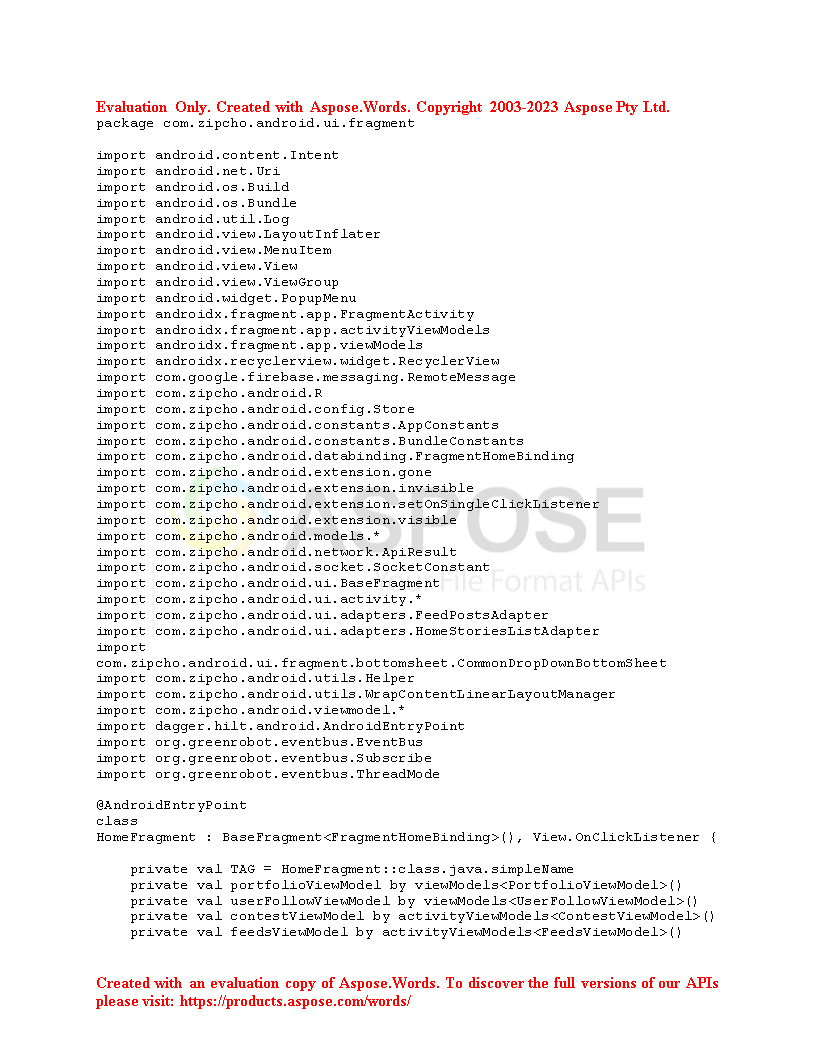 Evaluation Only. Created with Aspose.Words. Copyright 2003-2023 Aspose Pty Ltd.
package com.zipcho.android.ui.fragment
import android.content.Intent
import android.net.Uri
import android.os.Build
import android.os.Bundle
import android.util.Log
import android.view.LayoutInflater
import android.view.MenuItem
import android.view.View
import android.view.ViewGroup
import android.widget.PopupMenu
import androidx.fragment.app.FragmentActivity
import androidx.fragment.app.activityViewModels
import androidx.fragment.app.viewModels
import androidx.recyclerview.widget.RecyclerView
import com.google.firebase.messaging.RemoteMessage
import com.zipcho.android.R
import com.zipcho.android.config.Store
import com.zipcho.android.constants.AppConstants
import com.zipcho.android.constants.BundleConstants
import com.zipcho.android.databinding.FragmentHomeBinding
import com.zipcho.android.extension.gone
import com.zipcho.android.extension.invisible
import com.zipcho.android.extension.setOnSingleClickListener
import com.zipcho.android.extension.visible
import com.zipcho.android.models.*
import com.zipcho.android.network.ApiResult
import com.zipcho.android.socket.SocketConstant
import com.zipcho.android.ui.BaseFragment
import com.zipcho.android.ui.activity.*
import com.zipcho.android.ui.adapters.FeedPostsAdapter
import com.zipcho.android.ui.adapters.HomeStoriesListAdapter
import
com.zipcho.android.ui.fragment.bottomsheet.CommonDropDownBottomSheet
import com.zipcho.android.utils.Helper
import com.zipcho.android.utils.WrapContentLinearLayoutManager
import com.zipcho.android.viewmodel.*
import dagger.hilt.android.AndroidEntryPoint
import org.greenrobot.eventbus.EventBus
import org.greenrobot.eventbus.Subscribe
import org.greenrobot.eventbus.ThreadMode
@AndroidEntryPoint
class
HomeFragment : BaseFragment<FragmentHomeBinding>(), View.OnClickListener {
    private val TAG = HomeFragment::class.java.simpleName
    private val portfolioViewModel by viewModels<PortfolioViewModel>()
    private val userFollowViewModel by viewModels<UserFollowViewModel>()
    private val contestViewModel by activityViewModels<ContestViewModel>()
    private val feedsViewModel by activityViewModels<FeedsViewModel>()
ASPOSE
File Format APIs
Created with an evaluation copy of Aspose.Words. To discover the full versions of our APIs
please visit: https://products.aspose.com/words/